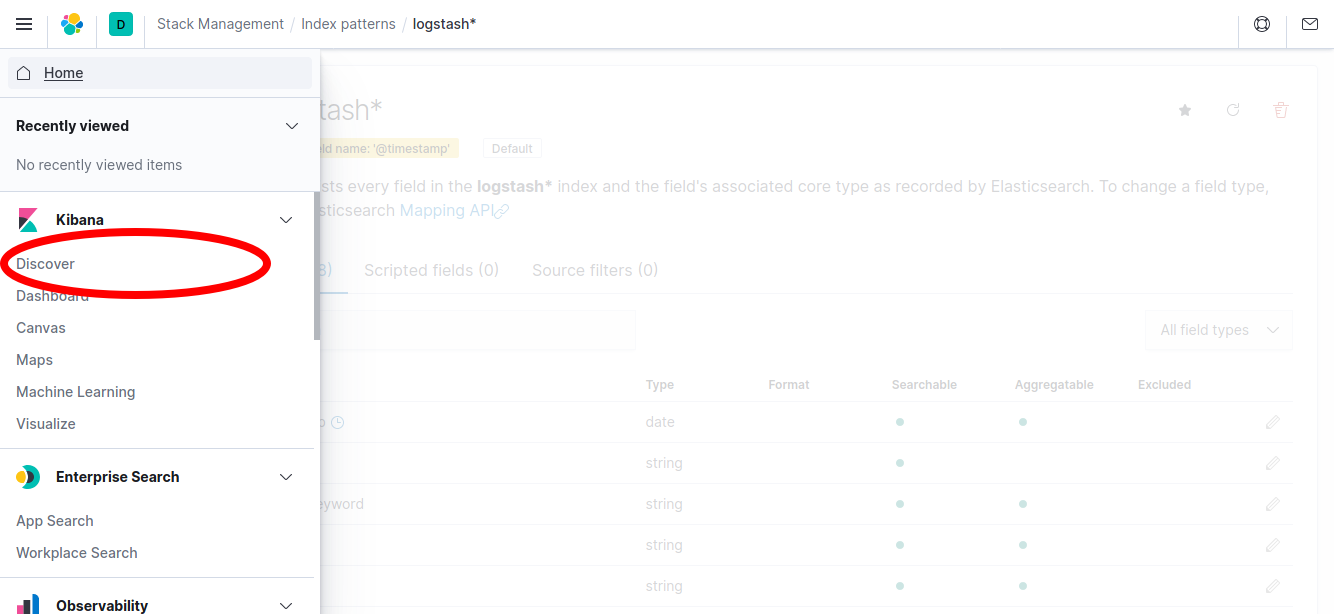 D Stack Management / Index patterns / logstash*
Home
Recently viewed
No recently viewed items
Kibana
Discover
Dashboard
Canvas
Maps
Machine Learning
Visualize
Enterprise Search
App Search
Workplace Search
Observability
tash*
eld name: '@timestamp' Default
sts every field in the logstash* index and the field's associated core type as recorded by Elasticsearch. To change a field type,
sticsearch Mapping API
Scripted fields (0) Source filters (0)
All field types
Type Format Searchable Aggregatable Excluded
date
string
eyword string
string
string